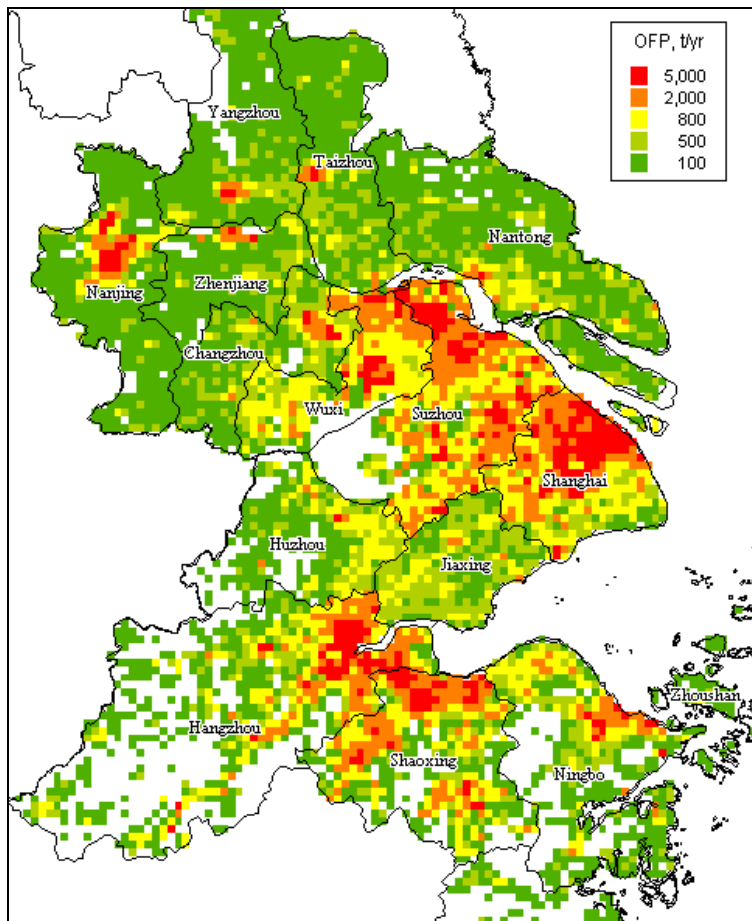 OFP, t/yr
5,000
2,000
800
500
100
Yangzhou
Taizhou
Nantong
Zhenjiang
Nanjing
Changzhou
Wuxi
Suzhou
Shanghai
Huzhou
Jiaxing
Zhoushan
Hangzhou
Shaoxing
Ningbo